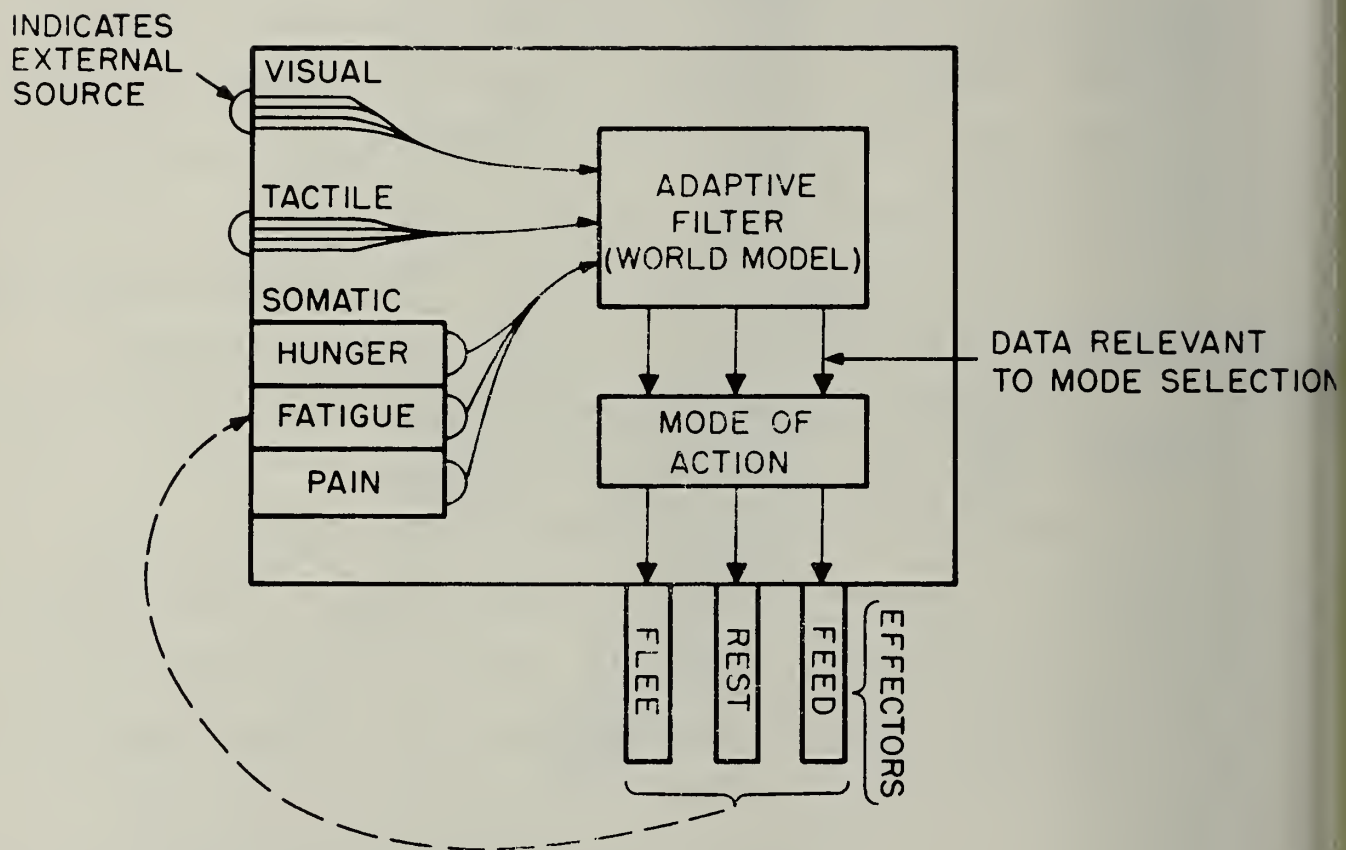 INDICATES
EXTERNAL
SOURCE
VISUAL
TACTILE
SOMATIC
HUNGER
FATIGUE
PAIN
ADAPTIVE
FILTER
(WORLD MODEL)
DATA RELEVANT
TO MODE SELECTION
MODE OF
ACTION
FLEE
REST
FEED
EFFECTORS